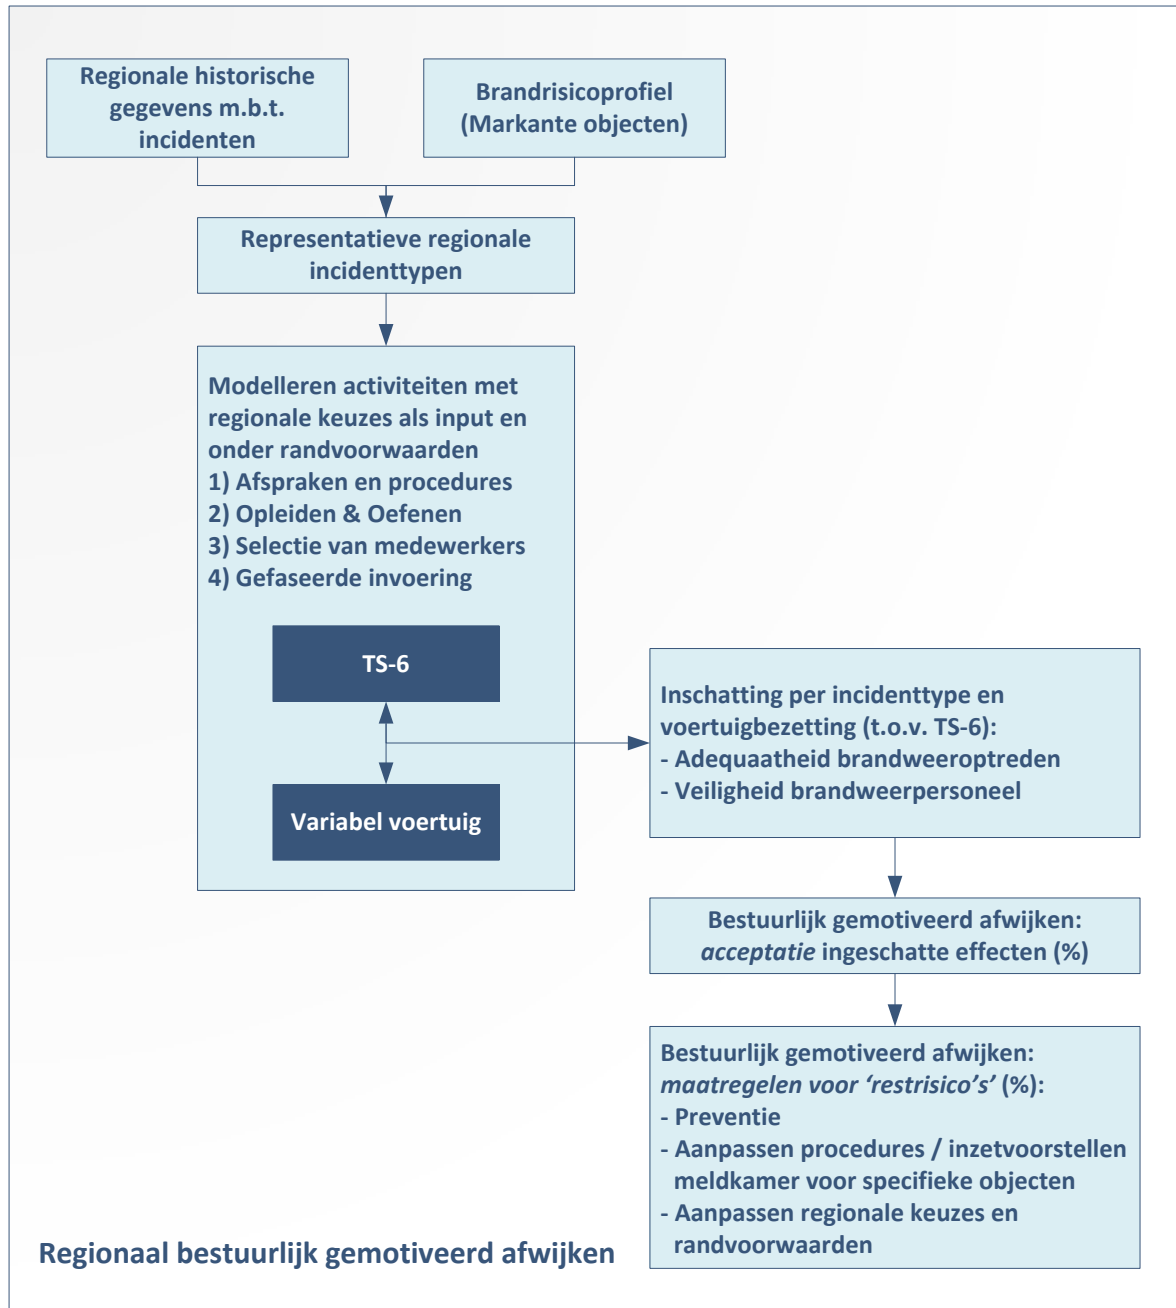 Regionale historische
gegevens m.b.t.
incidenten
Brandrisicoprofiel
(Markante objecten)
Representatieve regionale
incidenttypen
Modelleren activiteiten met
regionale keuzes als input en
onder randvoorwaarden
1) Afspraken en procedures
2) Opleiden & Oefenen
3) Selectie van medewerkers
4) Gefaseerde invoering
TS-6
Variabel voertuig
Inschatting per incidenttype en
voertuigbezetting (t.o.v. TS-6):
- Adequaatheid brandweeroptreden
- Veiligheid brandweerpersoneel
Bestuurlijk gemotiveerd afwijken:
acceptatie ingeschatte effecten (%)
Bestuurlijk gemotiveerd afwijken:
maatregelen voor ‘restrisico’s’ (%):
- Preventie
- Aanpassen procedures / inzetvoorstellen
meldkamer voor specifieke objecten
- Aanpassen regionale keuzes en
randvoorwaarden
Regionaal bestuurlijk gemotiveerd afwijken